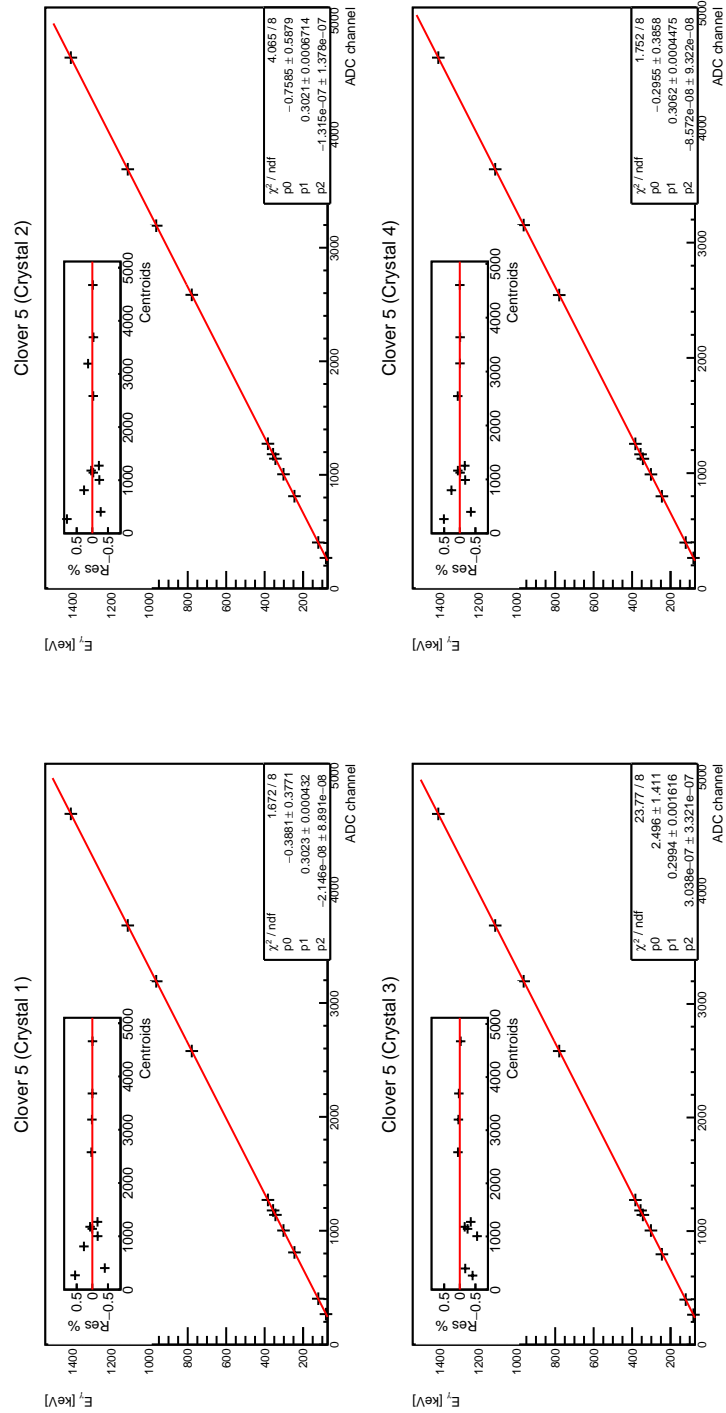 Clover 5 (Crystal 1)
E_γ [keV]
1400
1200
1000
800
600
400
200
0 1000 2000 3000 4000 5000
ADC channel
Res %
0.5
0
−0.5
0 1000 2000 3000 4000 5000
Centroids
χ² / ndf 1.672 / 8
p0 −0.3881 ± 0.3771
p1 0.3023 ± 0.000432
p2 −2.146e−08 ± 8.891e−08
Clover 5 (Crystal 2)
E_γ [keV]
1400
1200
1000
800
600
400
200
0 1000 2000 3000 4000 5000
ADC channel
Res %
0.5
0
−0.5
0 1000 2000 3000 4000 5000
Centroids
χ² / ndf 4.065 / 8
p0 −0.7585 ± 0.5879
p1 0.3021 ± 0.0006714
p2 −1.315e−07 ± 1.378e−07
Clover 5 (Crystal 3)
E_γ [keV]
1400
1200
1000
800
600
400
200
0 1000 2000 3000 4000 5000
ADC channel
Res %
0.5
0
−0.5
0 1000 2000 3000 4000 5000
Centroids
χ² / ndf 23.77 / 8
p0 2.496 ± 1.411
p1 0.2994 ± 0.001616
p2 3.038e−07 ± 3.321e−07
Clover 5 (Crystal 4)
E_γ [keV]
1400
1200
1000
800
600
400
200
0 1000 2000 3000 4000 5000
ADC channel
Res %
0.5
0
−0.5
0 1000 2000 3000 4000 5000
Centroids
χ² / ndf 1.752 / 8
p0 −0.2955 ± 0.3858
p1 0.3062 ± 0.0004475
p2 −8.572e−08 ± 9.322e−08